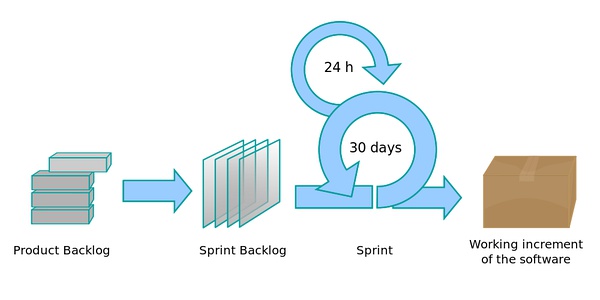 24 h
30 days
Product Backlog
Sprint Backlog
Sprint
Working increment
of the software